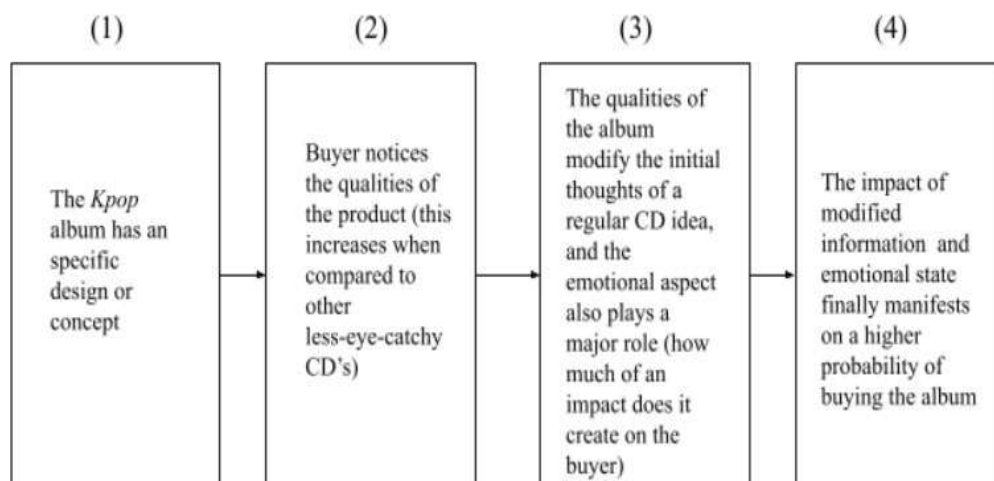 (1)
(2)
(3)
(4)
The Kpop
album has an
specific
design or
concept
Buyer notices
the qualities of
the product (this
increases when
compared to
other
less-eye-catchy
CD's)
The qualities of
the album
modify the initial
thoughts of a
regular CD idea,
and the
emotional aspect
also plays a
major role (how
much of an
impact does it
create on the
buyer)
The impact of
modified
information and
emotional state
finally manifests
on a higher
probability of
buying the album